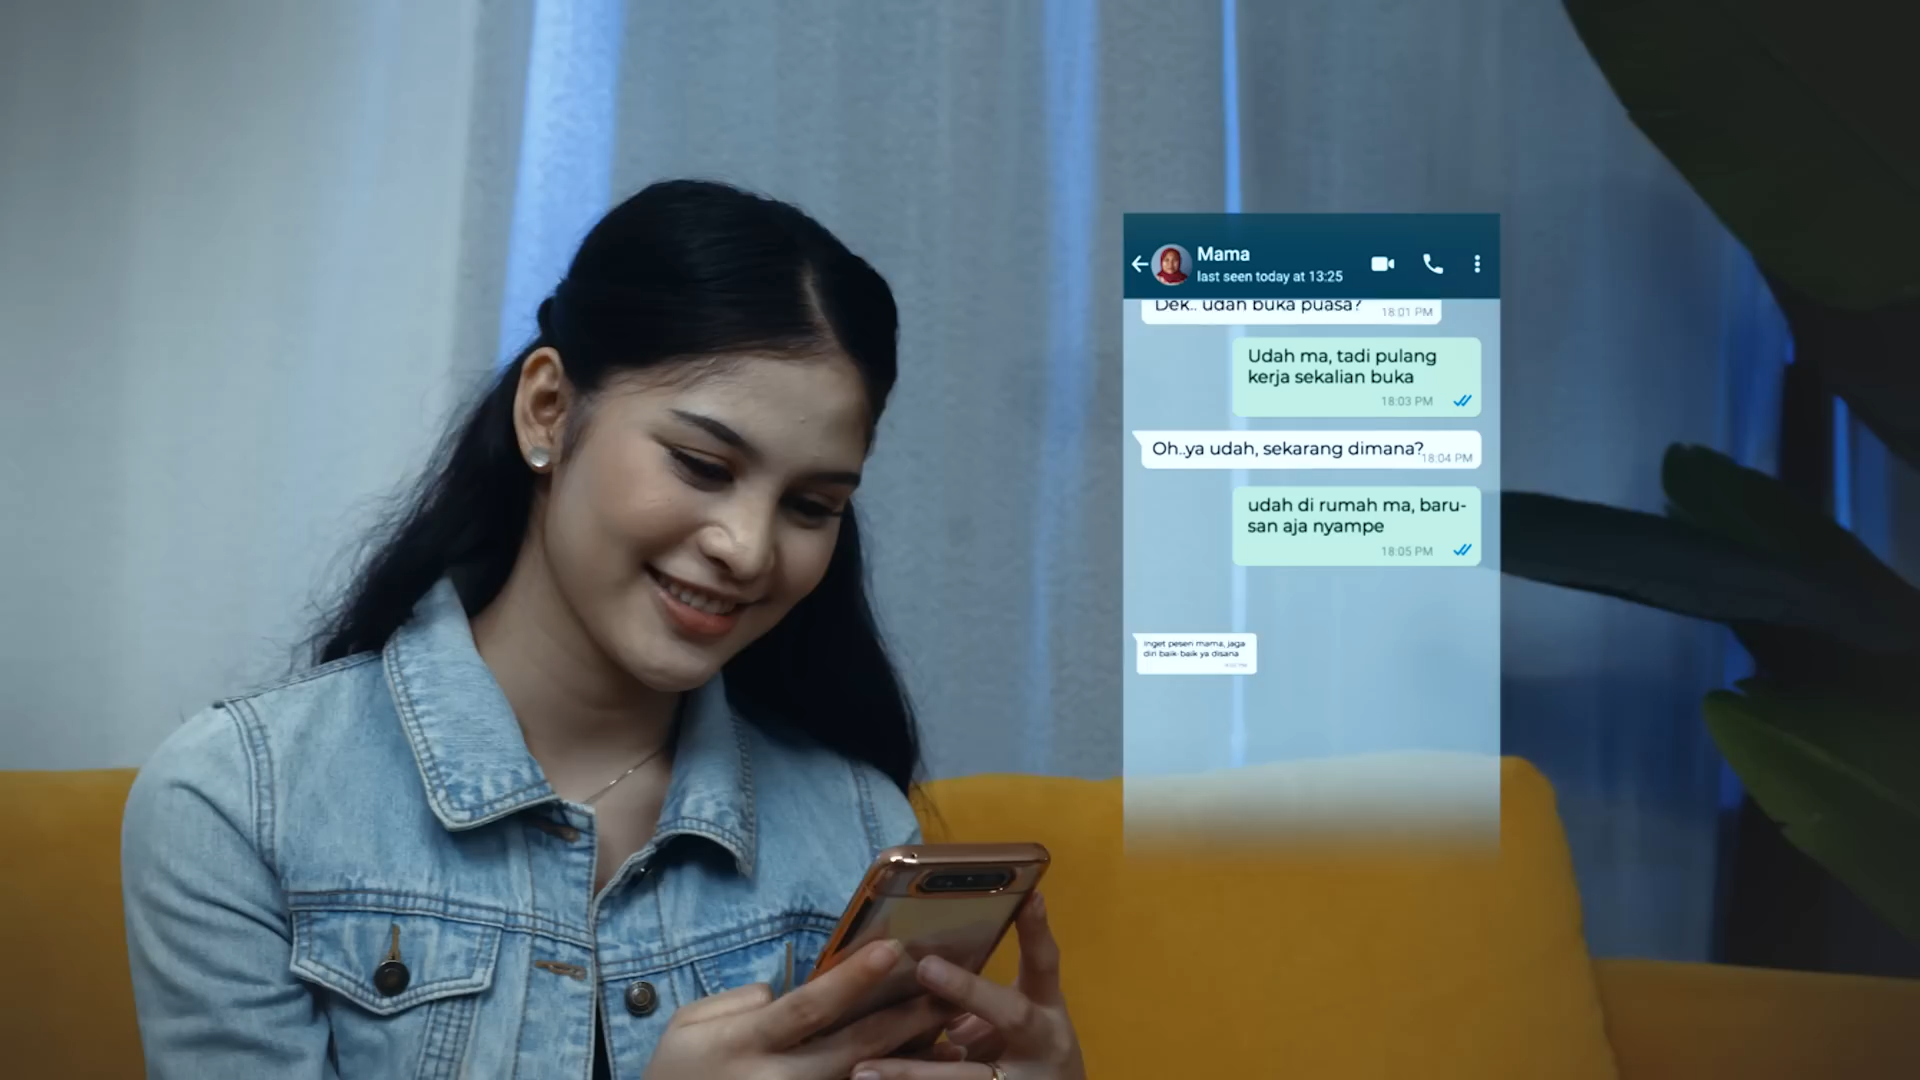 Mama
last seen today at 13:25
Dek.. udah buka puasa?
18:01 PM
Udah ma, tadi pulang
kerja sekalian buka
18:03 PM
Oh..ya udah, sekarang dimana?
18:04 PM
udah di rumah ma, baru-
san aja nyampe
18:05 PM
Inget pesen mama, jaga
diri baik-baik ya disana